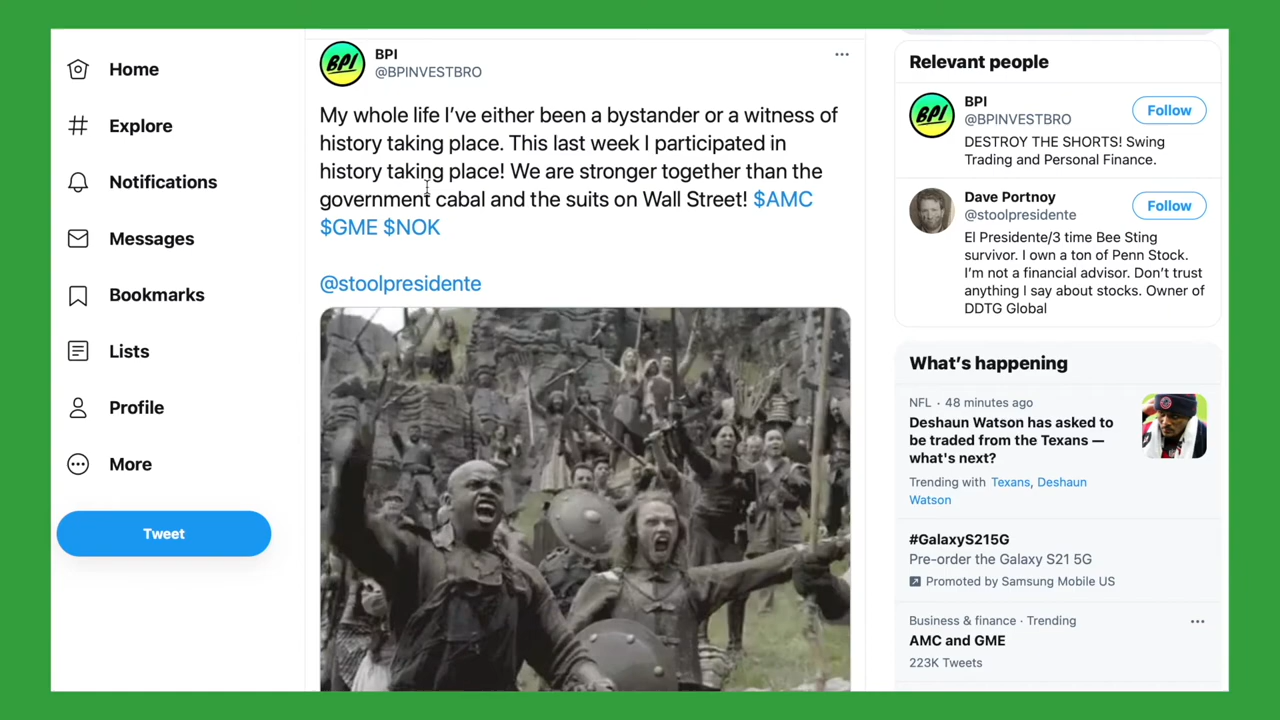 Home
Explore
Notifications
Messages
Bookmarks
Lists
Profile
More
Tweet
BPI
BPI
@BPINVESTBRO
My whole life I've either been a bystander or a witness of
history taking place. This last week I participated in
history taking place! We are stronger together than the
government cabal and the suits on Wall Street! $AMC
$GME $NOK
@stoolpresidente
Relevant people
BPI
BPI
@BPINVESTBRO
Follow
DESTROY THE SHORTS! Swing
Trading and Personal Finance.
Dave Portnoy
@stoolpresidente
Follow
El Presidente/3 time Bee Sting
survivor. I own a ton of Penn Stock.
I'm not a financial advisor. Don't trust
anything I say about stocks. Owner of
DDTG Global
What's happening
NFL · 48 minutes ago
Deshaun Watson has asked to
be traded from the Texans —
what's next?
Trending with Texans, Deshaun
Watson
#GalaxyS215G
Pre-order the Galaxy S21 5G
Promoted by Samsung Mobile US
Business & finance · Trending
AMC and GME
223K Tweets